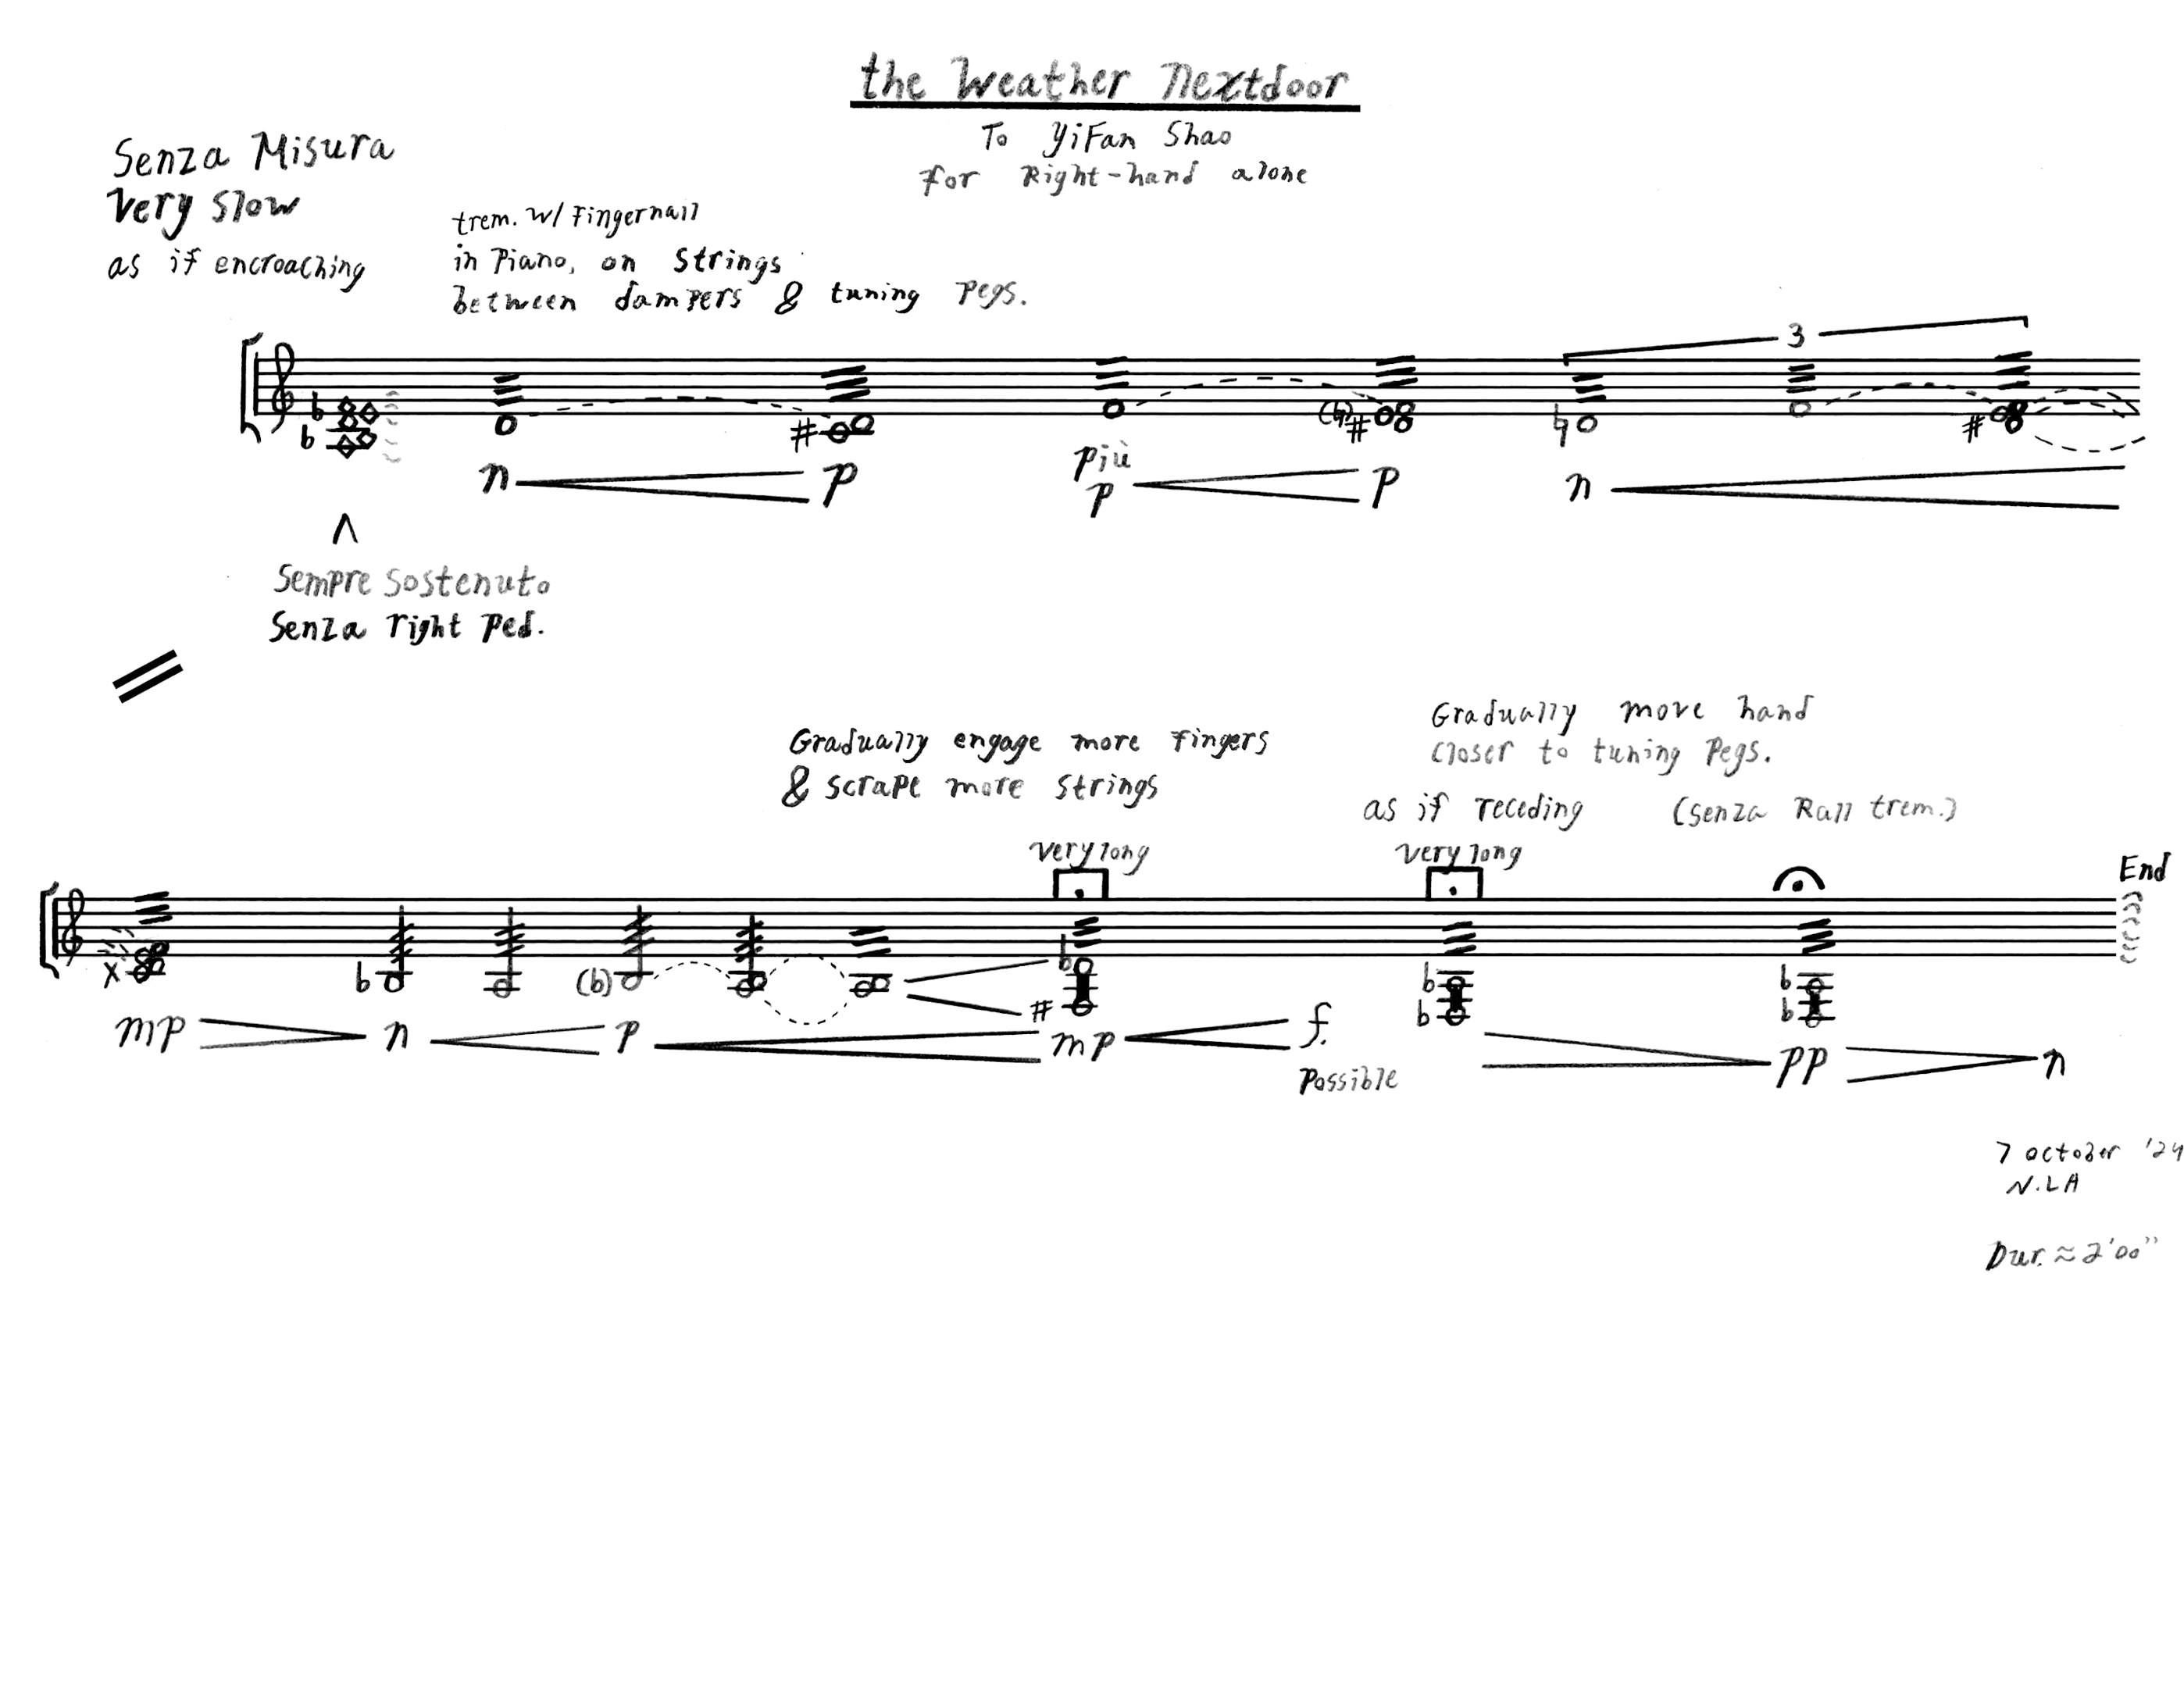 the Weather Nextdoor
To YiFan Shao
for Right-hand alone
Senza Misura
Very Slow
as if encroaching
trem. w/ Fingernail
in Piano, on Strings
between dampers & tuning Pegs.
3
n p più p p n
Sempre Sostenuto
Senza right Ped.
Gradually engage more Fingers
& scrape more Strings
Gradually move hand
closer to tuning Pegs.
as if receding (senza Rall trem.)
very long very long
End
mp n p mp f. pp n
Possible
7 October '24
N.LA
Dur. ≈ 2'00"